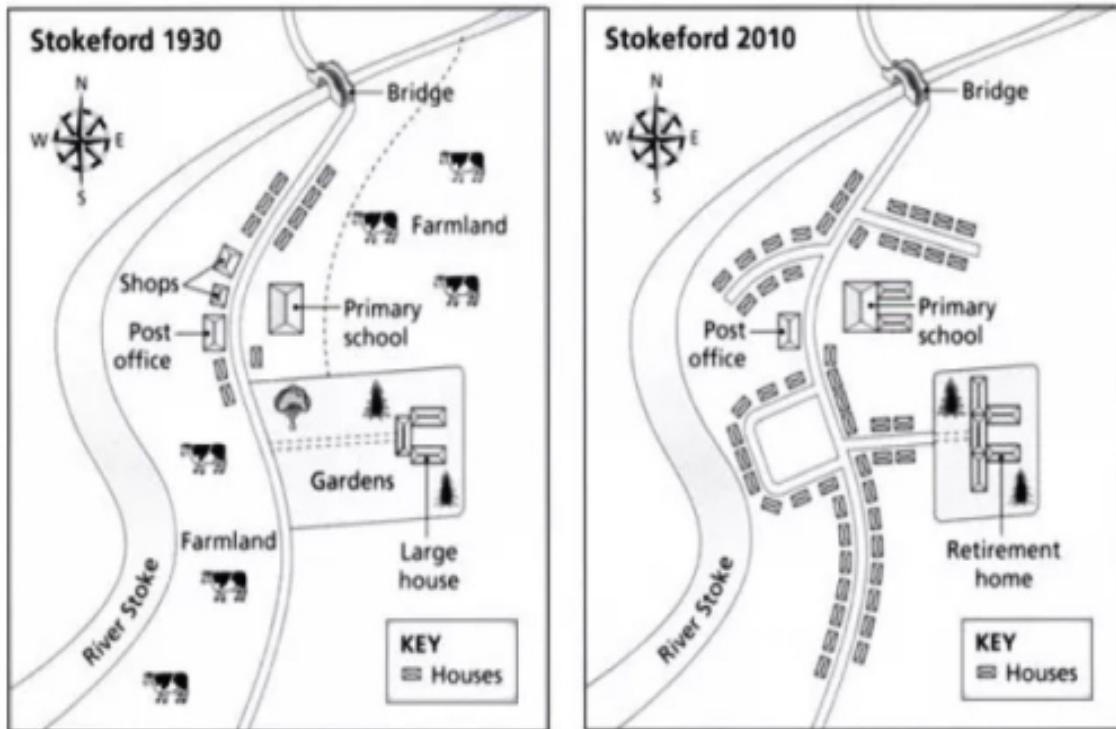 Stokeford 1930
N
W
E
S
Bridge
Farmland
Shops
Post
office
Primary
school
Gardens
Farmland
Large
house
River Stoke
KEY
Houses
Stokeford 2010
N
W
E
S
Bridge
Post
office
Primary
school
Retirement
home
River Stoke
KEY
Houses